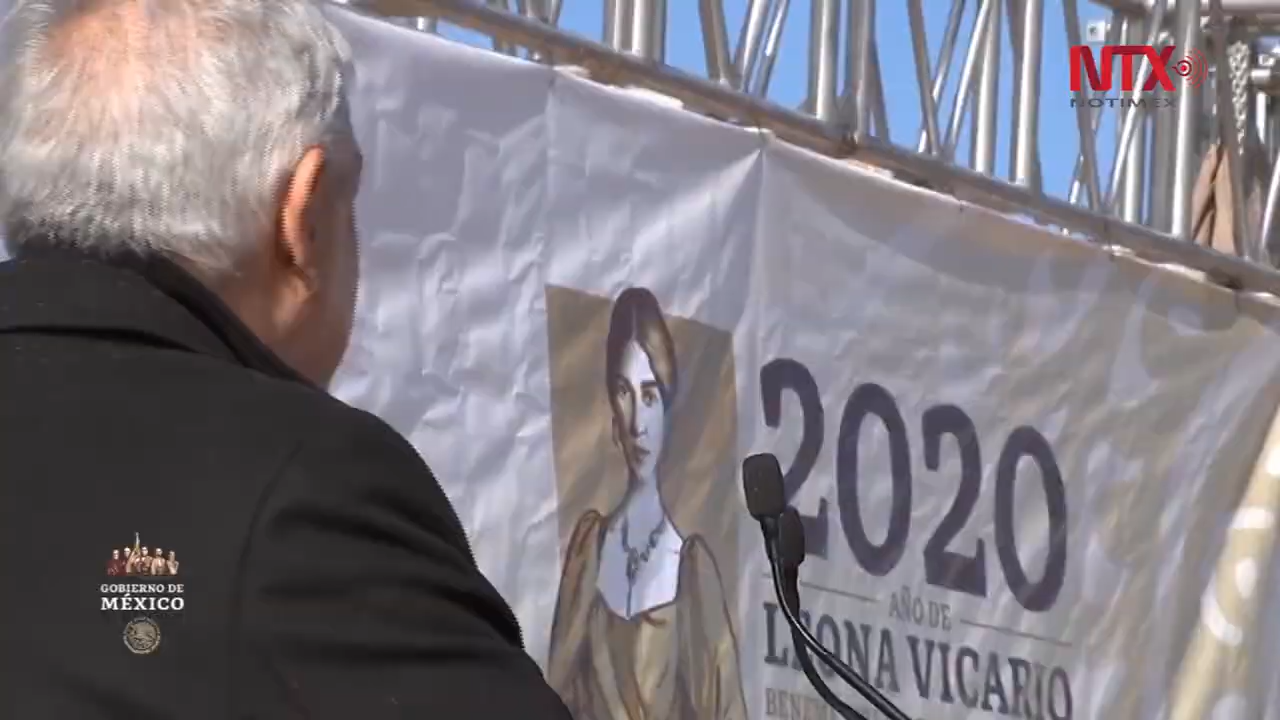 NTX
NOTIMEX
2020
AÑO DE
LEONA VICARIO
GOBIERNO DE
MÉXICO